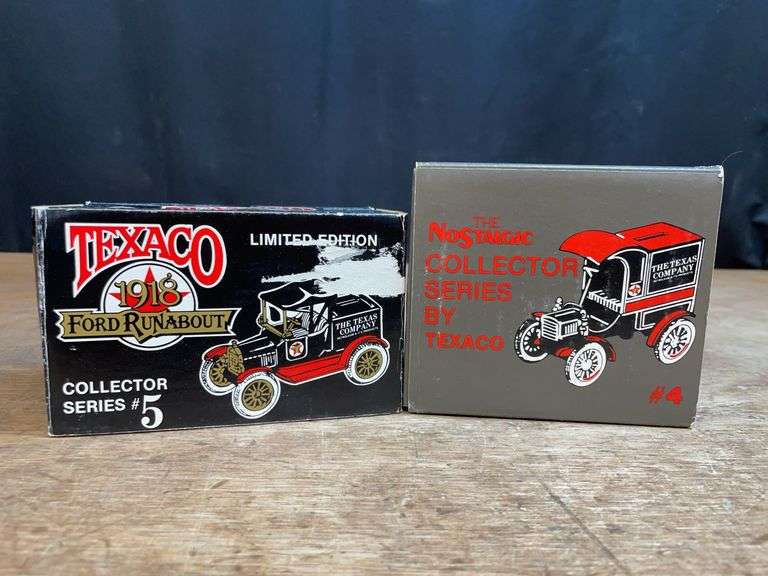 TEXACO
1918
FORD RUNABOUT
LIMITED EDITION
THE TEXAS
COMPANY
COLLECTOR
SERIES #5
THE
NOSTALGIC
COLLECTOR
SERIES
BY
TEXACO
THE TEXAS
COMPANY
#4